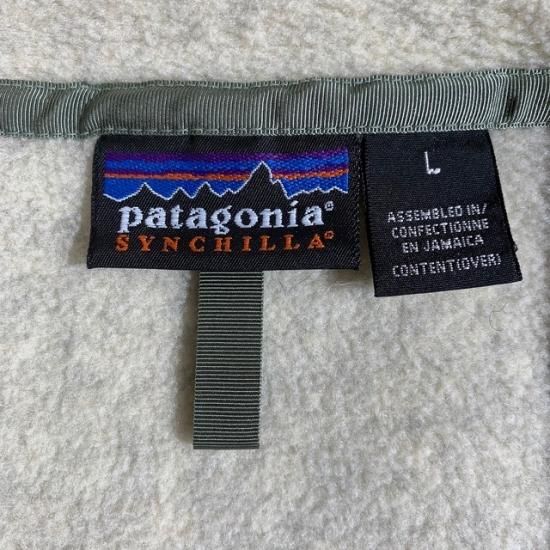 patagonia®
SYNCHILLA®
L
ASSEMBLED IN/
CONFECTIONNE
EN JAMAICA
CONTENT(OVER)